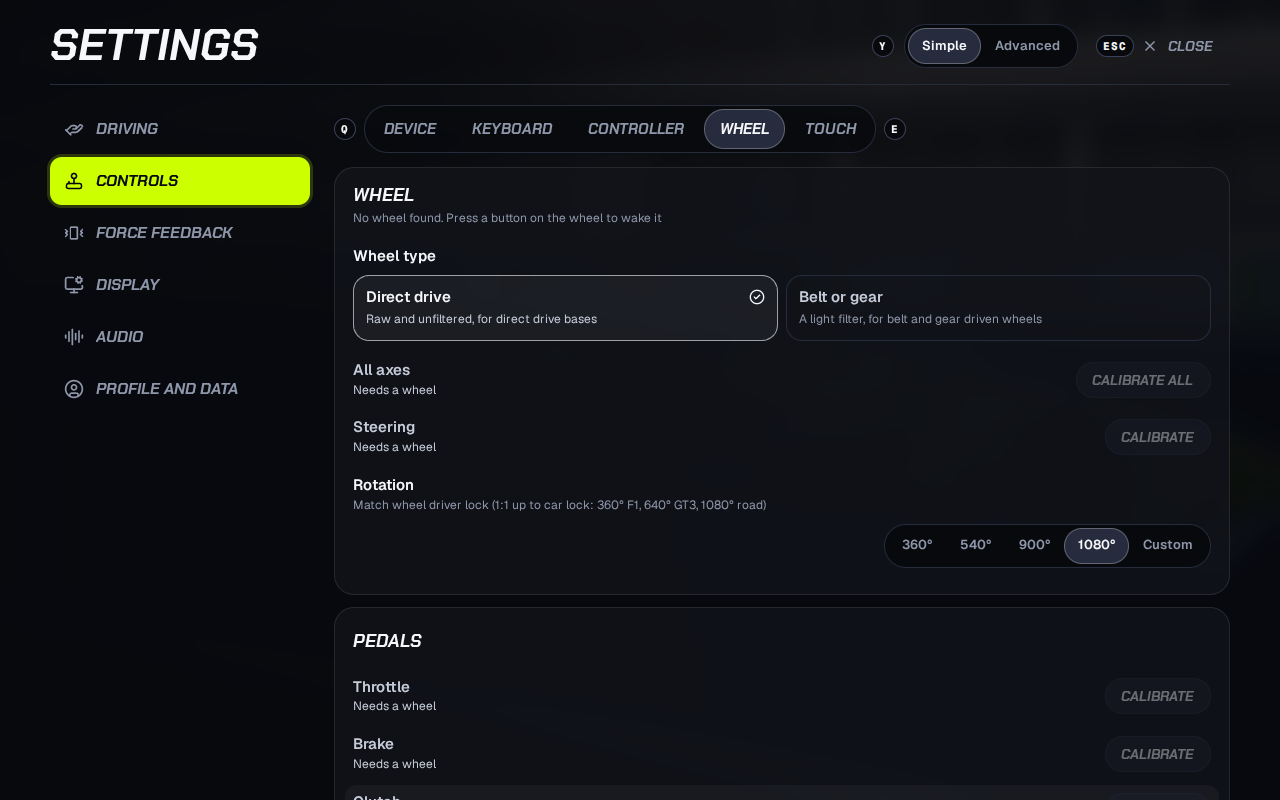 SETTINGS
Y
Simple
Advanced
ESC
CLOSE
DRIVING
CONTROLS
FORCE FEEDBACK
DISPLAY
AUDIO
PROFILE AND DATA
Q
DEVICE
KEYBOARD
CONTROLLER
WHEEL
TOUCH
E
WHEEL
No wheel found. Press a button on the wheel to wake it
Wheel type
Direct drive
Raw and unfiltered, for direct drive bases
Belt or gear
A light filter, for belt and gear driven wheels
All axes
Needs a wheel
CALIBRATE ALL
Steering
Needs a wheel
CALIBRATE
Rotation
Match wheel driver lock (1:1 up to car lock: 360° F1, 640° GT3, 1080° road)
360°
540°
900°
1080°
Custom
PEDALS
Throttle
Needs a wheel
CALIBRATE
Brake
Needs a wheel
CALIBRATE
Clutch